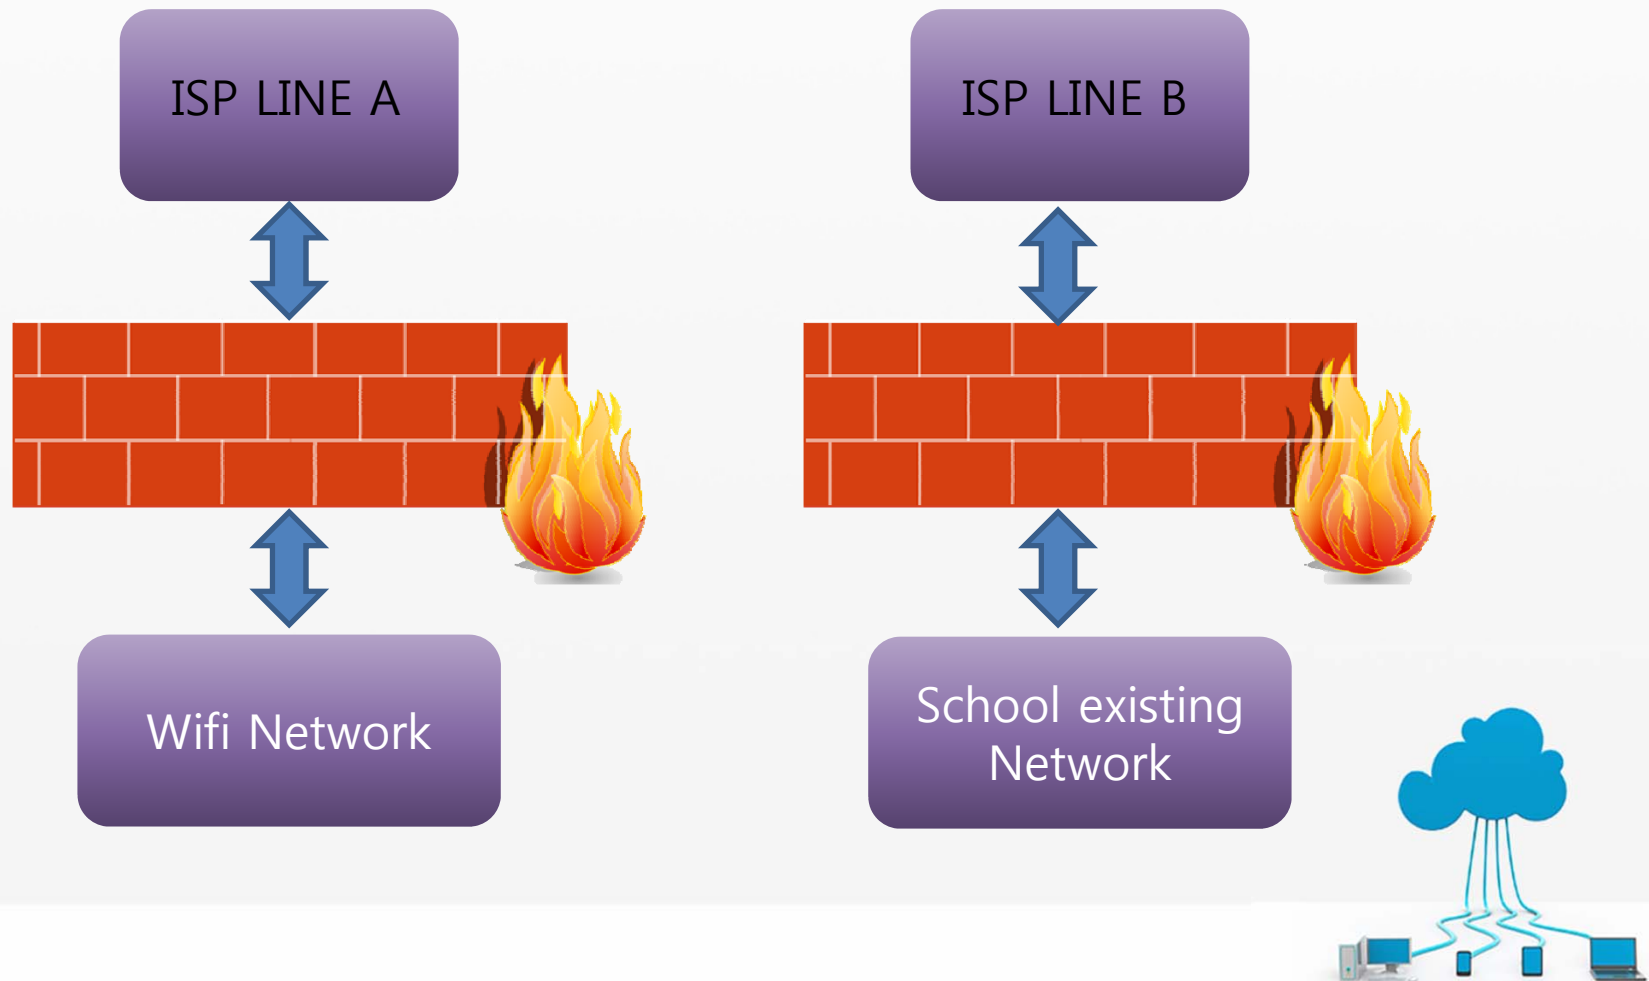 ISP LINE A
ISP LINE B
Wifi Network
School existing
Network